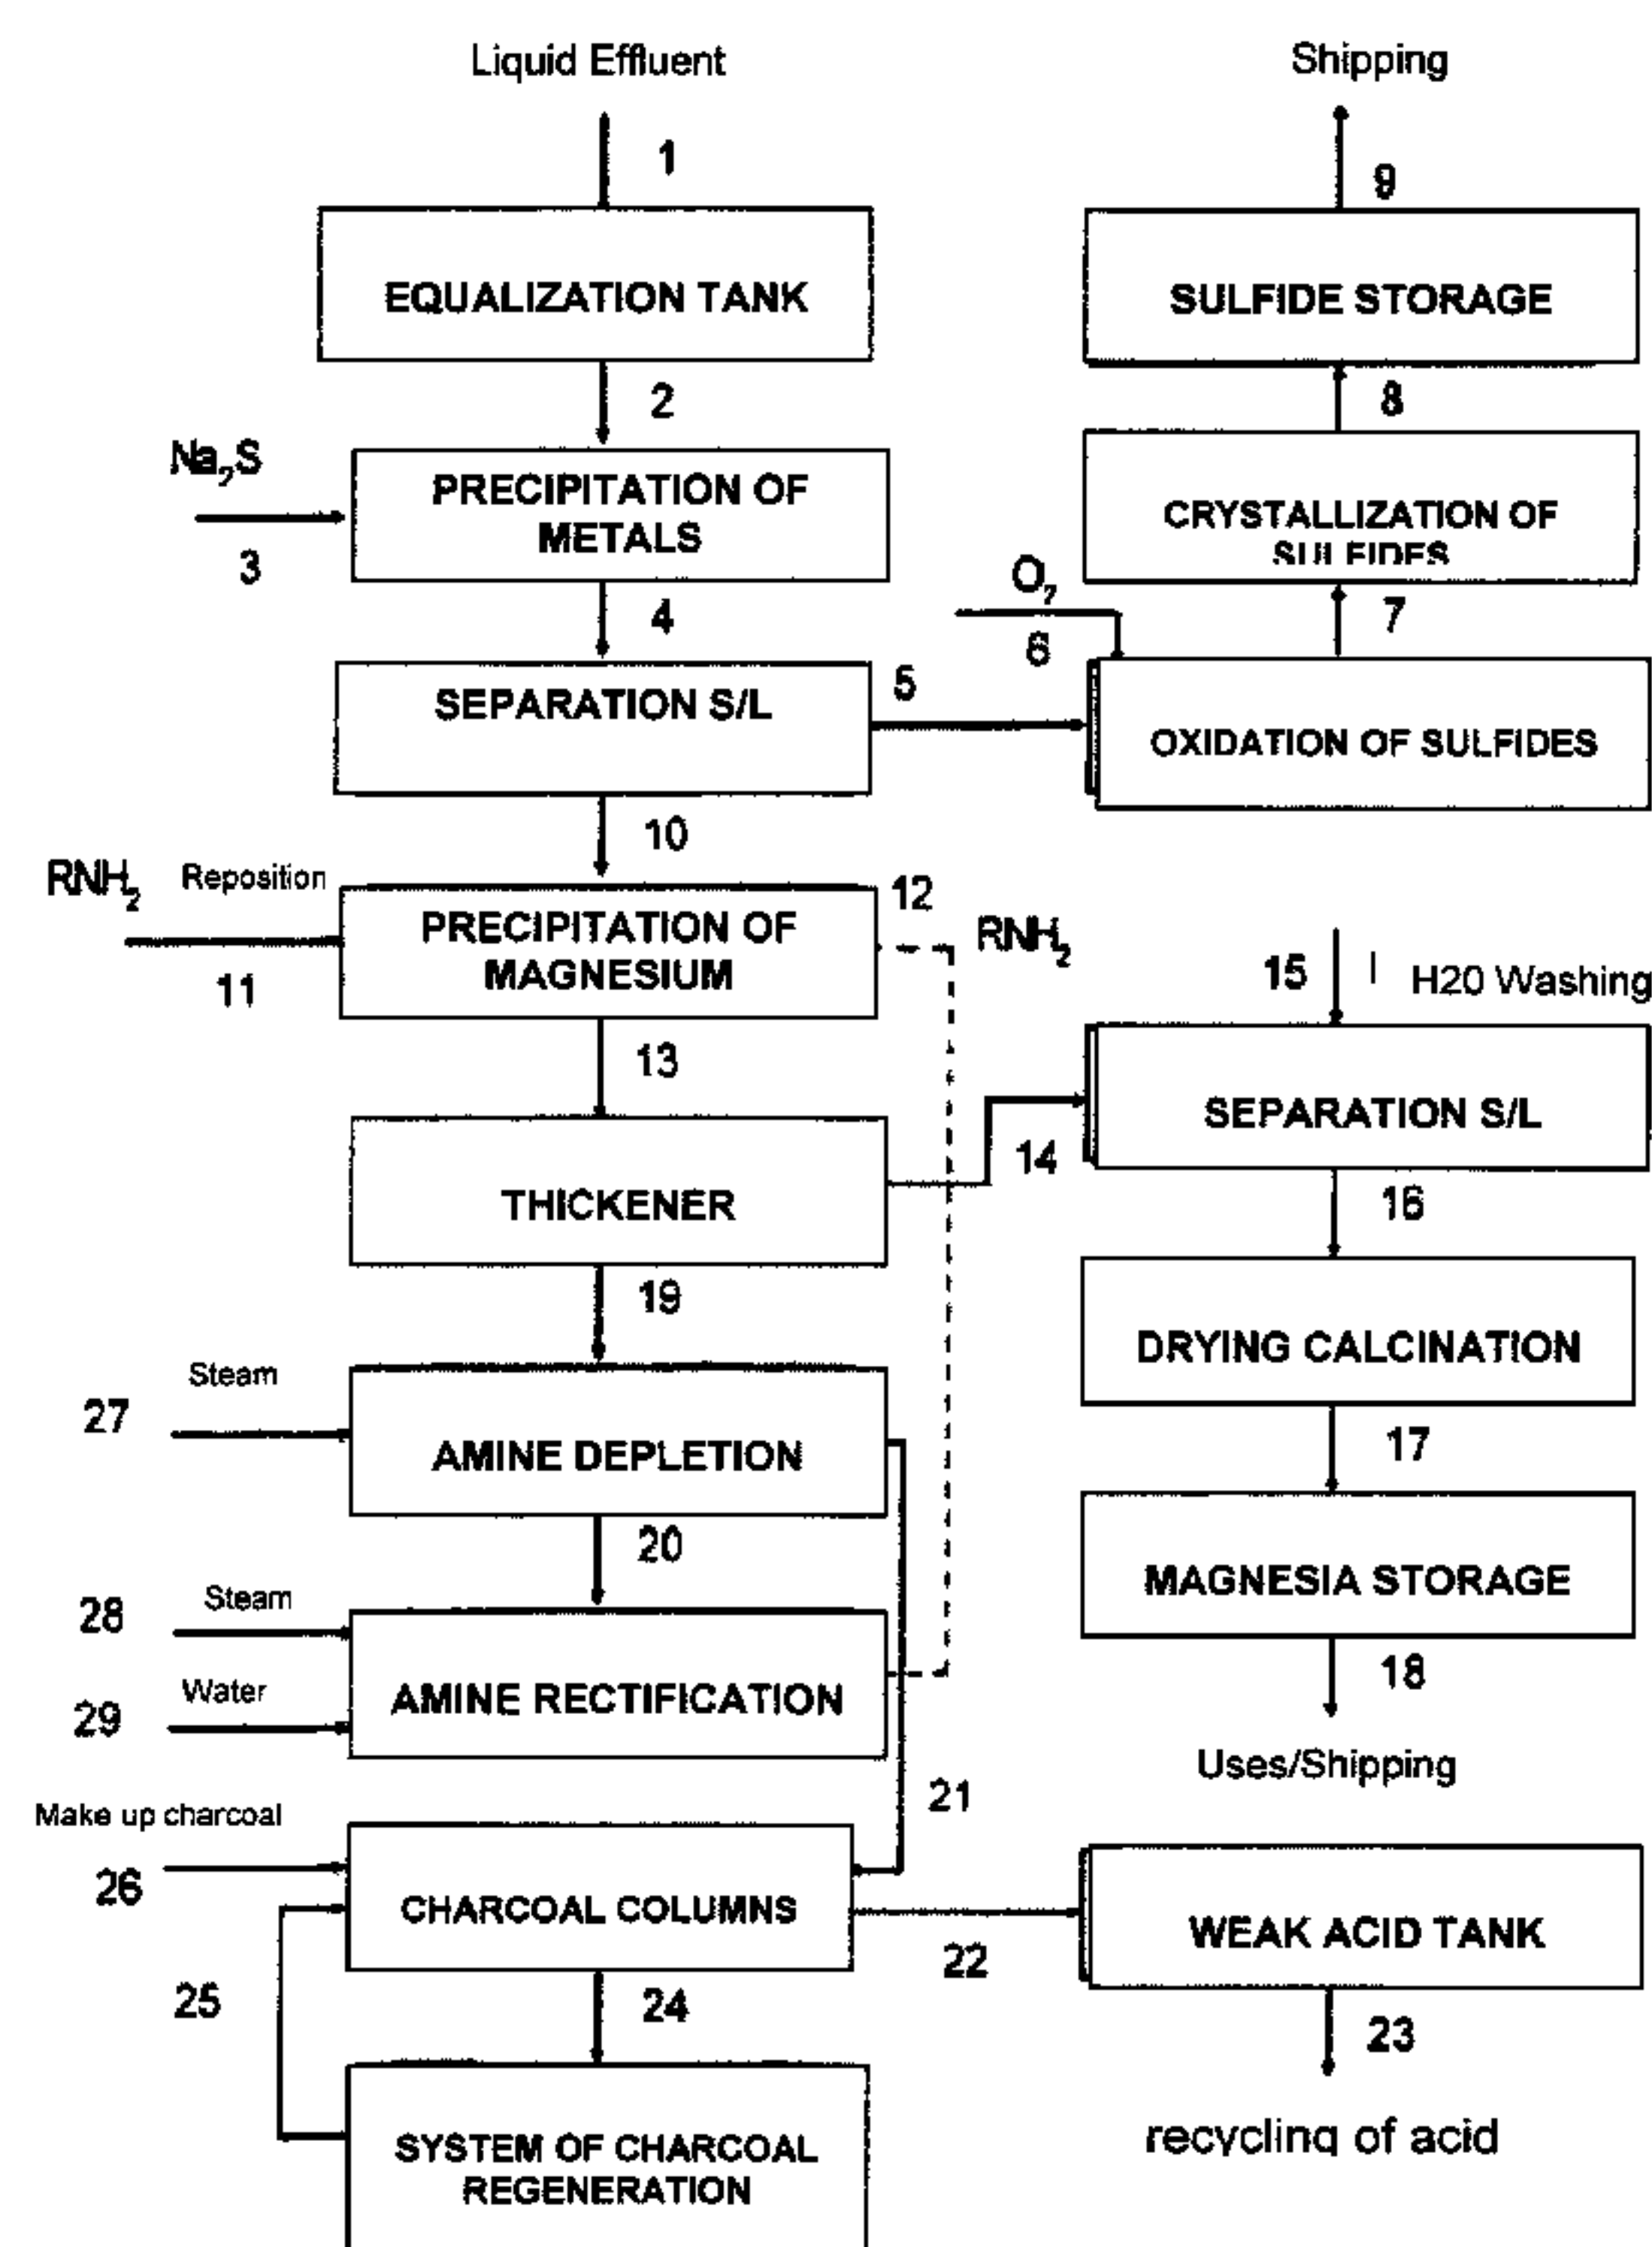 Liquid Effluent
1
EQUALIZATION TANK
2
Na2S
3
PRECIPITATION OF
METALS
4
SEPARATION S/L
5
O2
6
OXIDATION OF SULFIDES
7
CRYSTALLIZATION OF
SULFIDES
8
SULFIDE STORAGE
9
Shipping
10
RNH2
Reposition
11
PRECIPITATION OF
MAGNESIUM
12
RNH2
13
THICKENER
14
15
H20 Washing
SEPARATION S/L
16
DRYING CALCINATION
17
MAGNESIA STORAGE
18
Uses/Shipping
19
Steam
27
AMINE DEPLETION
20
Steam
28
Water
29
AMINE RECTIFICATION
21
Make up charcoal
26
CHARCOAL COLUMNS
22
WEAK ACID TANK
23
recycling of acid
24
25
SYSTEM OF CHARCOAL
REGENERATION